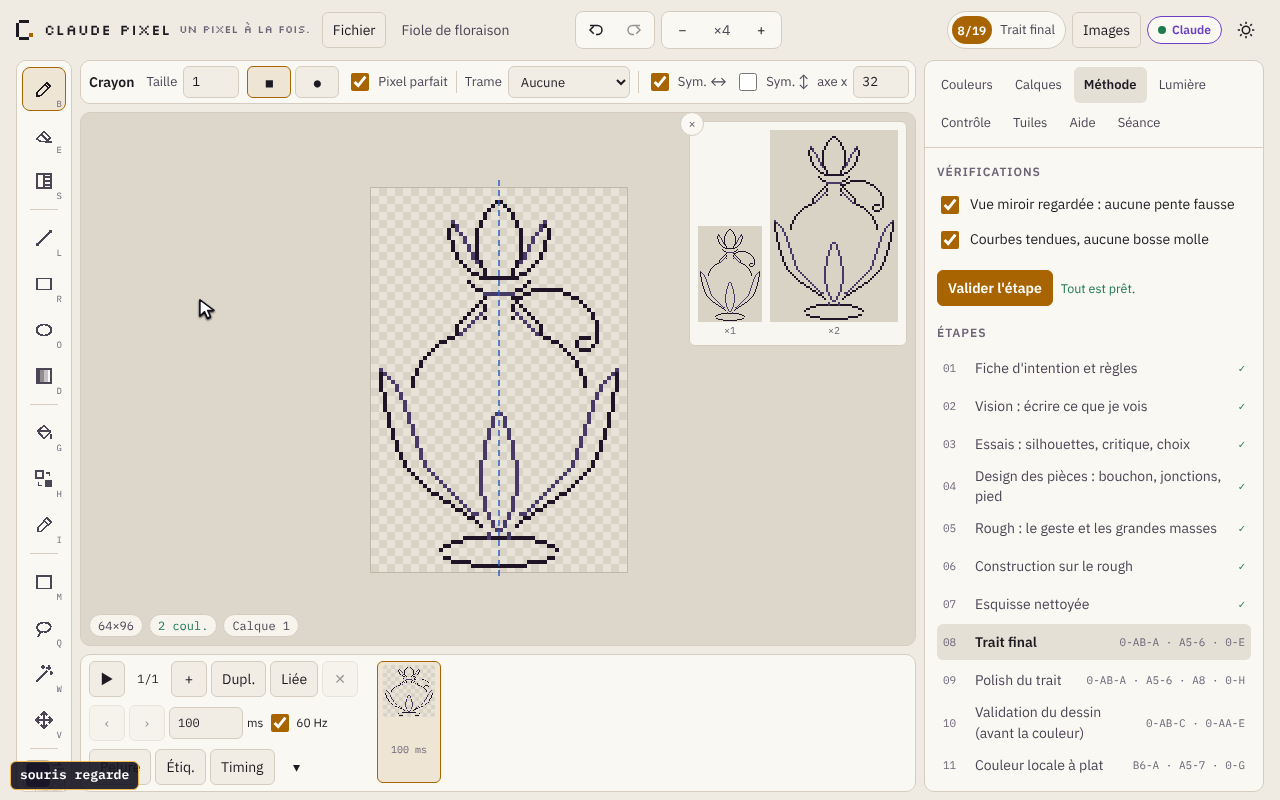 CLAUDE PIXEL UN PIXEL À LA FOIS. Fichier Fiole de floraison − ×4 + 8/19 Trait final Images Claude
Crayon Taille 1 Pixel parfait Trame Aucune Sym. ↔ Sym. ↕ axe x 32
B
E
S
L
R
O
D
G
H
I
M
Q
W
V
×
×1
×2
64×96 2 coul. Calque 1
1/1 + Dupl. Liée ×
‹ › 100 ms 60 Hz
Étiq. Timing
100 ms
souris regarde
Couleurs Calques Méthode Lumière
Contrôle Tuiles Aide Séance
VÉRIFICATIONS
Vue miroir regardée : aucune pente fausse
Courbes tendues, aucune bosse molle
Valider l'étape Tout est prêt.
ÉTAPES
01 Fiche d'intention et règles ✓
02 Vision : écrire ce que je vois ✓
03 Essais : silhouettes, critique, choix ✓
04 Design des pièces : bouchon, jonctions, pied ✓
05 Rough : le geste et les grandes masses ✓
06 Construction sur le rough ✓
07 Esquisse nettoyée ✓
08 Trait final 0-AB-A · A5-6 · 0-E
09 Polish du trait 0-AB-A · A5-6 · A8 · 0-H
10 Validation du dessin (avant la couleur) 0-AB-C · 0-AA-E
11 Couleur locale à plat B6-A · A5-7 · 0-G